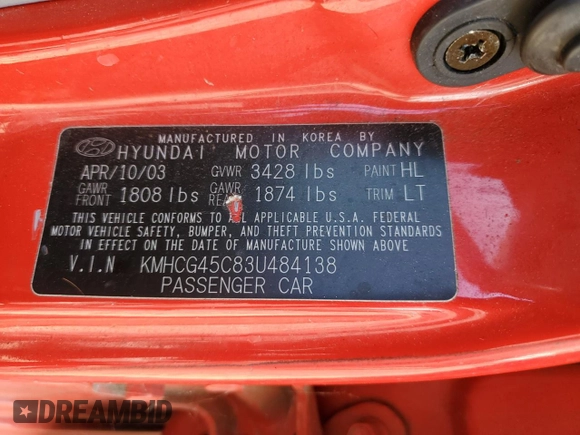 MANUFACTURED IN KOREA BY
HYUNDAI MOTOR COMPANY
APR/10/03 GVWR 3428 lbs PAINT HL
GAWR FRONT 1808 lbs GAWR 1874 lbs TRIM LT
THIS VEHICLE CONFORMS TO ALL APPLICABLE U.S.A. FEDERAL
MOTOR VEHICLE SAFETY, BUMPER, AND THEFT PREVENTION STANDARDS
IN EFFECT ON THE DATE OF MANUFACTURE SHOWN ABOVE
V.I.N KMHCG45C83U484138
PASSENGER CAR
DREAMBID